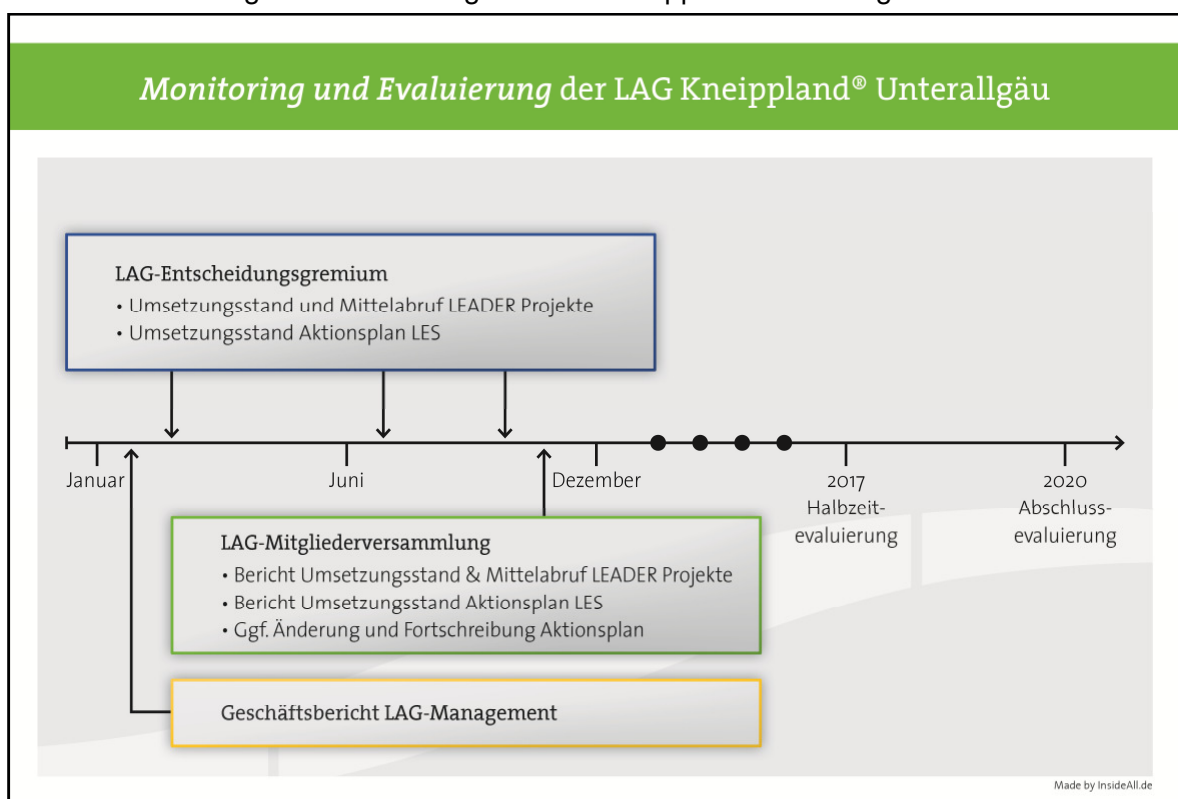 Monitoring und Evaluierung der LAG Kneippland® Unterallgäu
LAG-Entscheidungsgremium
• Umsetzungsstand und Mittelabruf LEADER Projekte
• Umsetzungsstand Aktionsplan LES
Januar
Juni
Dezember
2017
Halbzeit-
evaluierung
2020
Abschluss-
evaluierung
LAG-Mitgliederversammlung
• Bericht Umsetzungsstand & Mittelabruf LEADER Projekte
• Bericht Umsetzungsstand Aktionsplan LES
• Ggf. Änderung und Fortschreibung Aktionsplan
Geschäftsbericht LAG-Management
Made by InsideAll.de